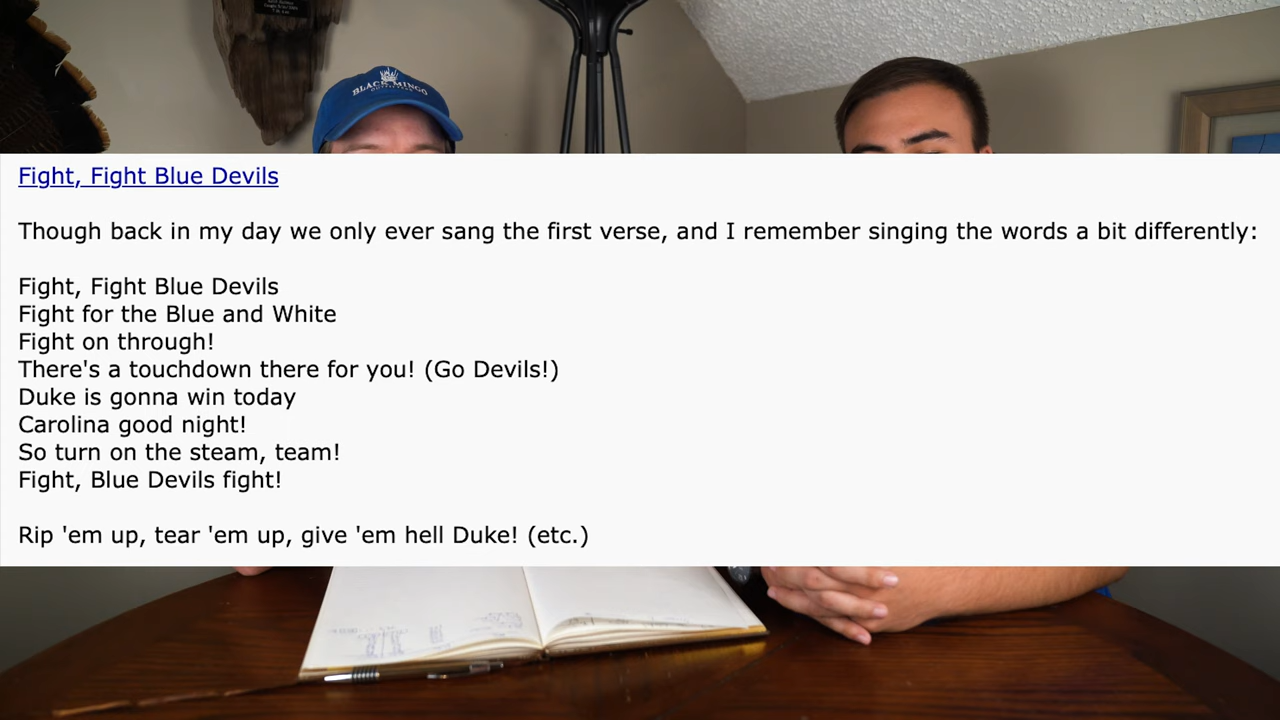 BLACK MINGO
Fight, Fight Blue Devils
Though back in my day we only ever sang the first verse, and I remember singing the words a bit differently:
Fight, Fight Blue Devils
Fight for the Blue and White
Fight on through!
There's a touchdown there for you! (Go Devils!)
Duke is gonna win today
Carolina good night!
So turn on the steam, team!
Fight, Blue Devils fight!
Rip 'em up, tear 'em up, give 'em hell Duke! (etc.)